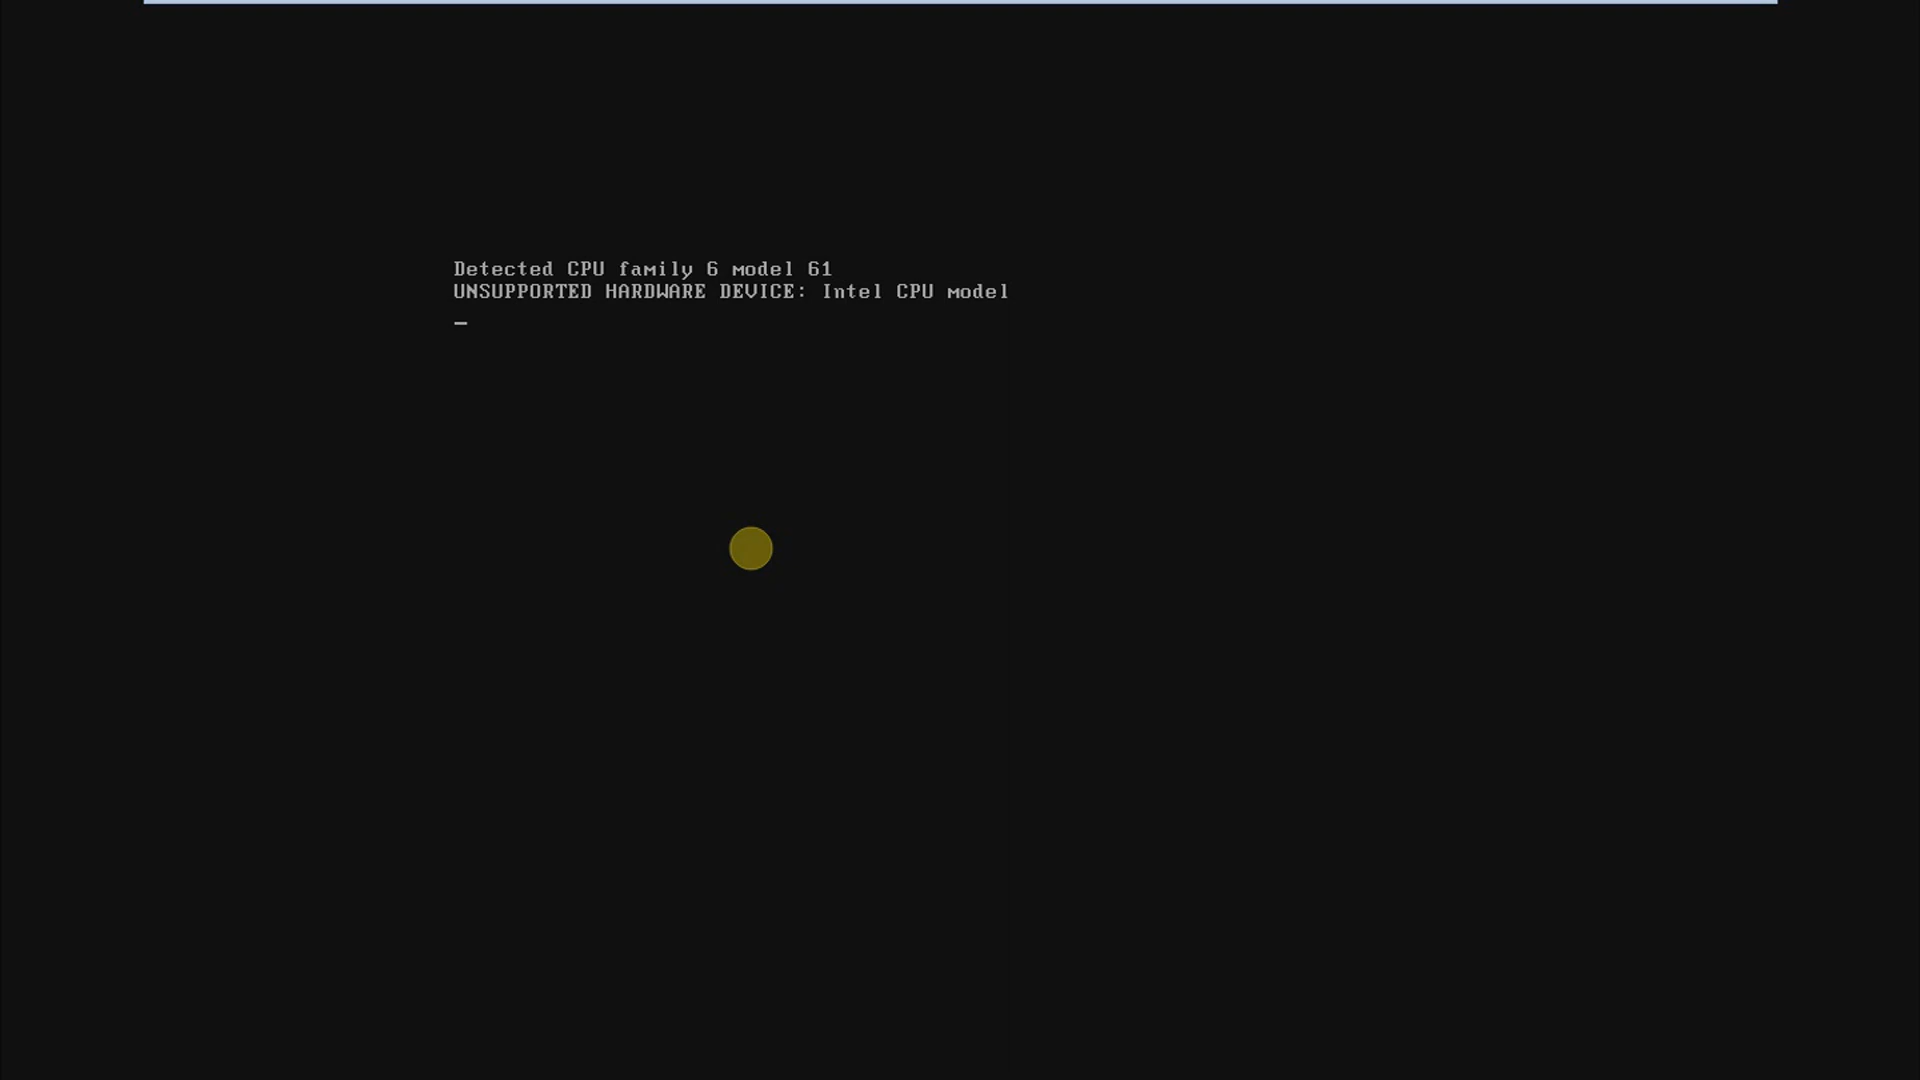 Detected CPU family 6 model 61
UNSUPPORTED HARDWARE DEVICE: Intel CPU model
_